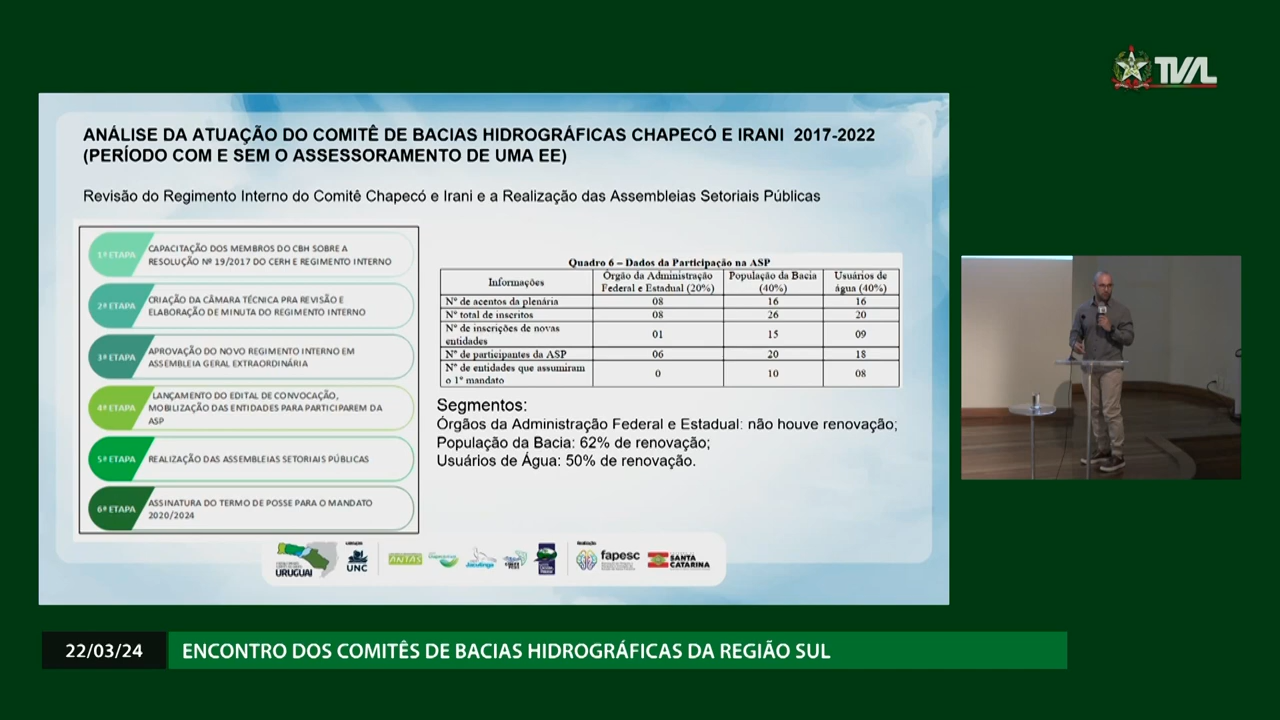 TVAL
ANÁLISE DA ATUAÇÃO DO COMITÊ DE BACIAS HIDROGRÁFICAS CHAPECÓ E IRANI 2017-2022
(PERÍODO COM E SEM O ASSESSORAMENTO DE UMA EE)
Revisão do Regimento Interno do Comitê Chapecó e Irani e a Realização das Assembleias Setoriais Públicas
1ª ETAPA
CAPACITAÇÃO DOS MEMBROS DO CBH SOBRE A
RESOLUÇÃO Nº 19/2017 DO CERH E REGIMENTO INTERNO
2ª ETAPA
CRIAÇÃO DA CÂMARA TÉCNICA PRA REVISÃO E
ELABORAÇÃO DE MINUTA DO REGIMENTO INTERNO
3ª ETAPA
APROVAÇÃO DO NOVO REGIMENTO INTERNO EM
ASSEMBLEIA GERAL EXTRAORDINÁRIA
4ª ETAPA
LANÇAMENTO DO EDITAL DE CONVOCAÇÃO,
MOBILIZAÇÃO DAS ENTIDADES PARA PARTICIPAREM DA
ASP
5ª ETAPA
REALIZAÇÃO DAS ASSEMBLEIAS SETORIAIS PÚBLICAS
6ª ETAPA
ASSINATURA DO TERMO DE POSSE PARA O MANDATO
2020/2024
Quadro 6 – Dados da Participação na ASP
Informações
Órgão da Administração
Federal e Estadual (20%)
População da Bacia
(40%)
Usuários de
água (40%)
Nº de acentos da plenária 08 16 16
Nº total de inscritos 08 26 20
Nº de inscrições de novas
entidades 01 15 09
Nº de participantes da ASP 06 20 18
Nº de entidades que assumiram
o 1º mandato 0 10 08
Segmentos:
Órgãos da Administração Federal e Estadual: não houve renovação;
População da Bacia: 62% de renovação;
Usuários de Água: 50% de renovação.
URUGUAI
UNC
ANTAS
Jacutinga
fapesc
SANTA
CATARINA
22/03/24
ENCONTRO DOS COMITÊS DE BACIAS HIDROGRÁFICAS DA REGIÃO SUL